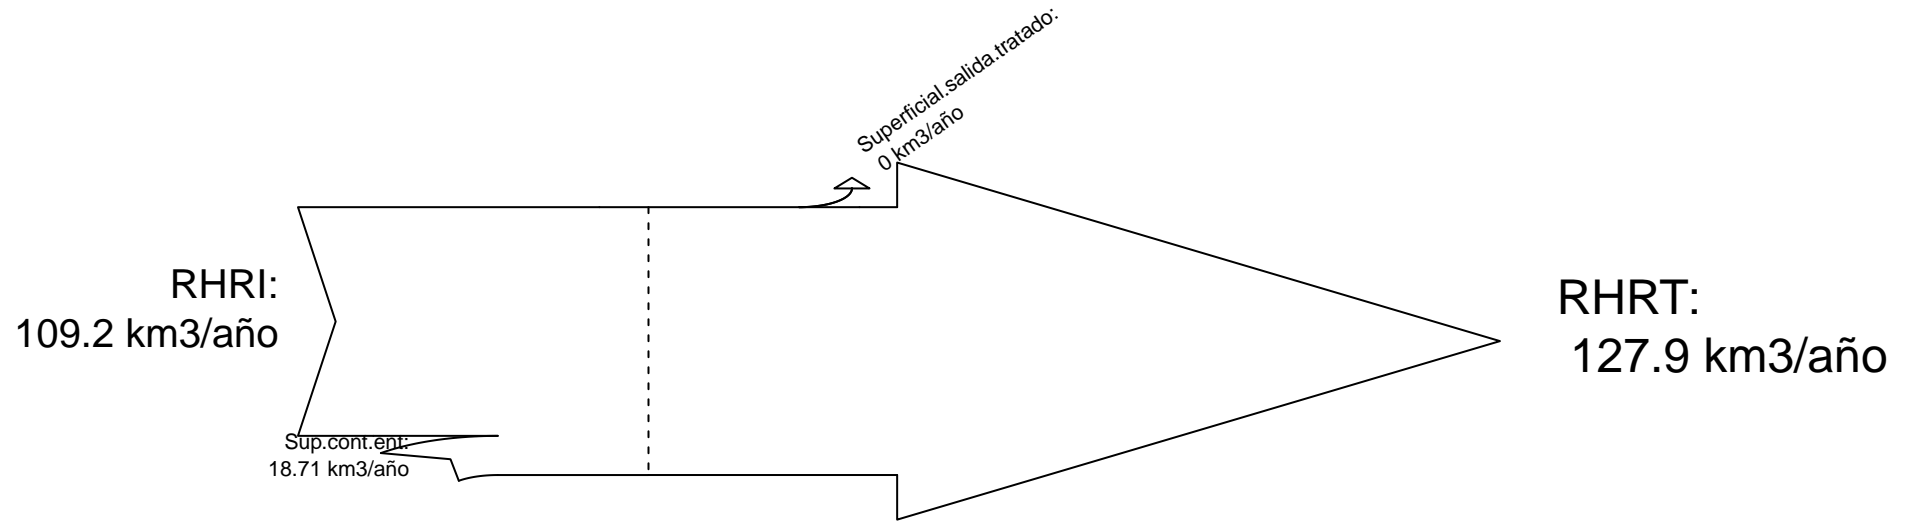 Superficial.salida.tratado:
0 km3/año
RHRI:
109.2 km3/año
RHRT:
127.9 km3/año
Sup.cont.ent:
18.71 km3/año